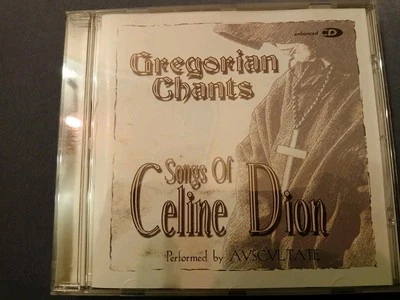 enhanced CD
Gregorian
Chants
Songs Of
Celine Dion
Performed by AVSCVLTATE